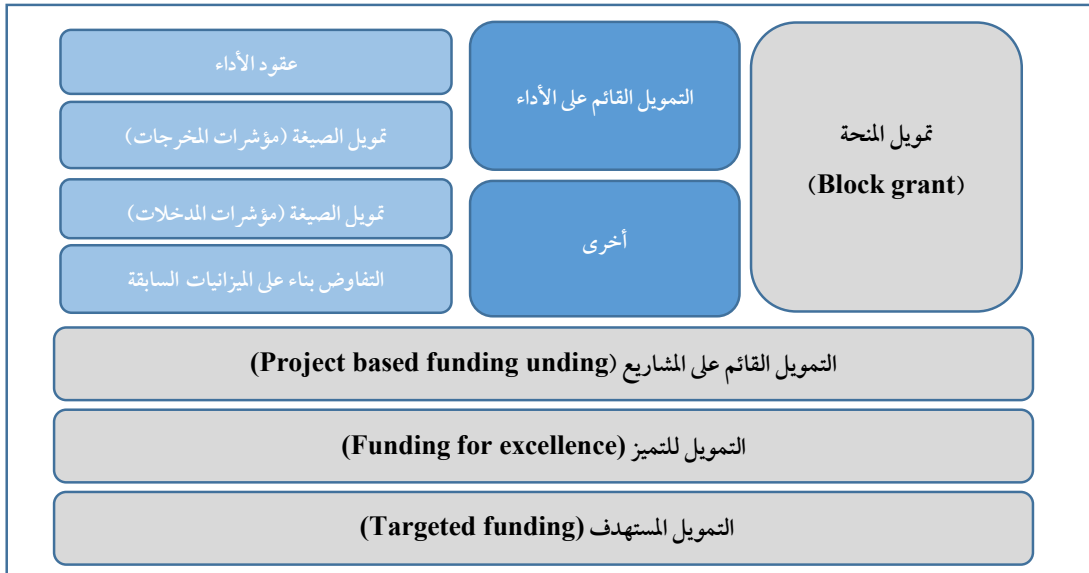 تمويل المنحة
(Block grant)
التمويل القائم على الأداء
أخرى
عقود الأداء
تمويل الصيغة (مؤشرات المخرجات)
تمويل الصيغة (مؤشرات المدخلات)
التفاوض بناء على الميزانيات السابقة
التمويل القائم على المشاريع (Project based funding unding)
التمويل للتميز (Funding for excellence)
التمويل المستهدف (Targeted funding)